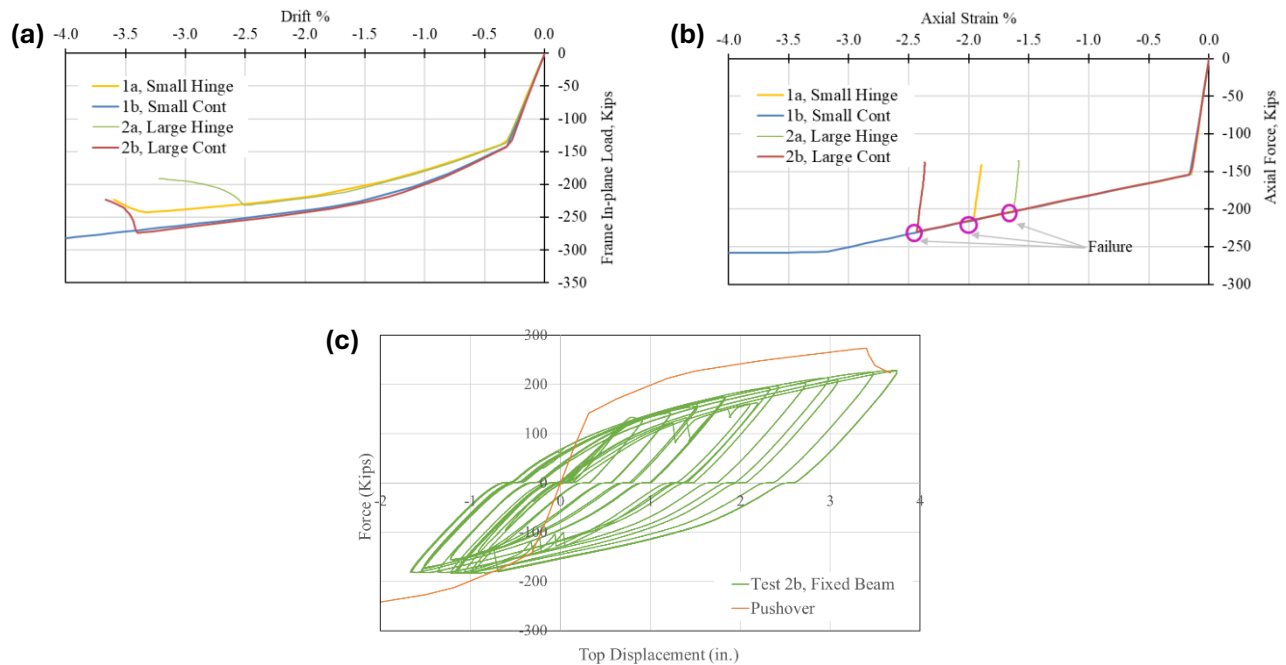 (a)
Drift %
-4.0 -3.5 -3.0 -2.5 -2.0 -1.5 -1.0 -0.5 0.0
0
-50
-100
-150
-200
-250
-300
-350
Frame In-plane Load, Kips
1a, Small Hinge
1b, Small Cont
2a, Large Hinge
2b, Large Cont
(b)
Axial Strain %
-4.0 -3.5 -3.0 -2.5 -2.0 -1.5 -1.0 -0.5 0.0
0
-50
-100
-150
-200
-250
-300
Axial Force, Kips
1a, Small Hinge
1b, Small Cont
2a, Large Hinge
2b, Large Cont
Failure
(c)
300
200
100
0
-100
-200
-300
Force (Kips)
-2 -1 0 1 2 3 4
Test 2b, Fixed Beam
Pushover
Top Displacement (in.)